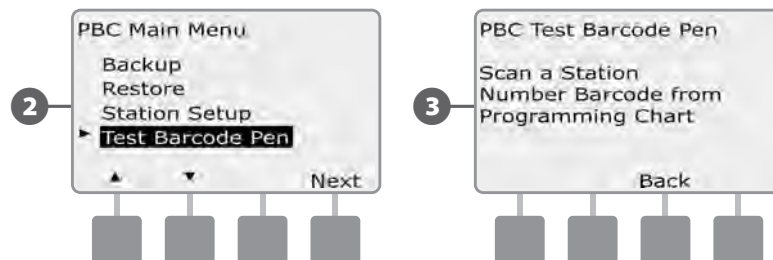 PBC Main Menu
Backup
Restore
Station Setup
Test Barcode Pen
Next
2
PBC Test Barcode Pen
Scan a Station
Number Barcode from
Programming Chart
Back
3